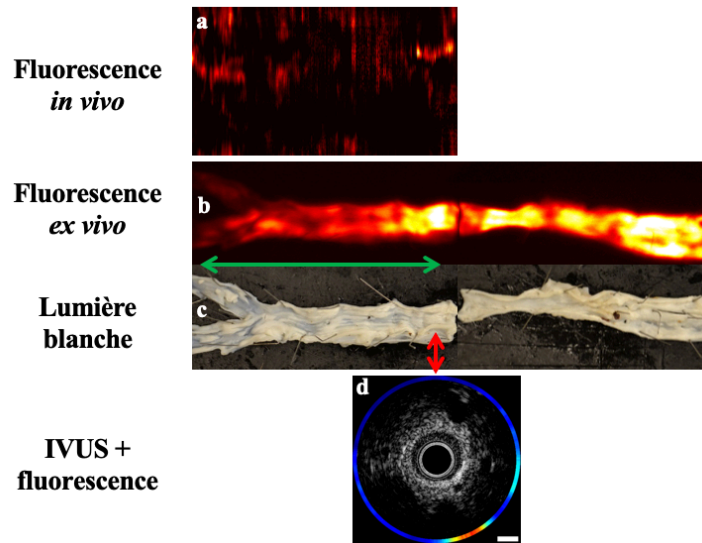 a
Fluorescence
in vivo
Fluorescence
ex vivo
b
Lumière
blanche
c
d
IVUS +
fluorescence